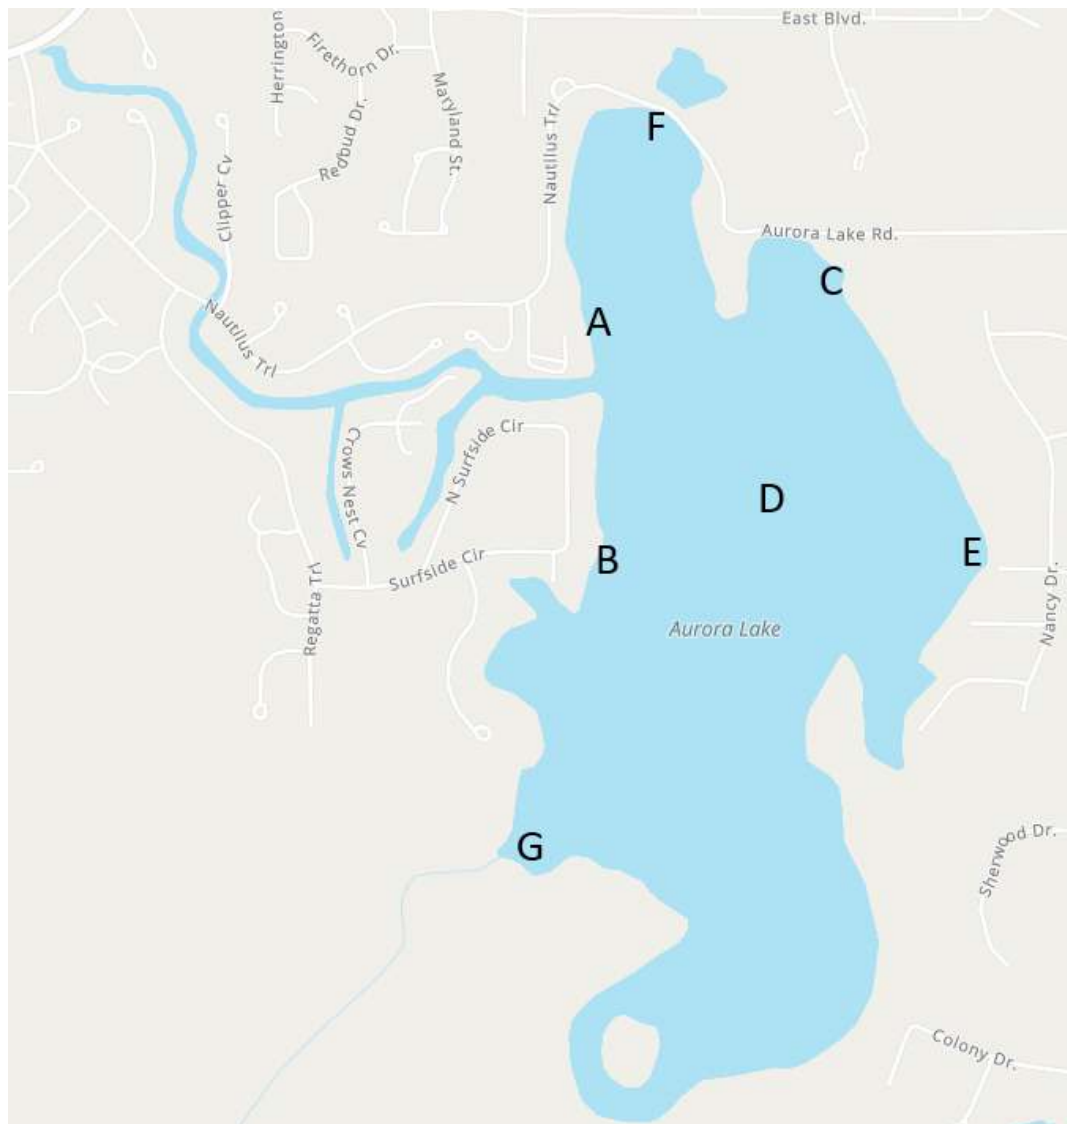 East Blvd.
Herrington
Firethorn Dr.
Maryland St.
Redbud Dr.
Nautilus Trl
F
Clipper Cv
Aurora Lake Rd.
C
Nautilus Trl
A
Crows Nest Cv
N Surfside Cir
D
Surfside Cir
B
E
Regatta Trl
Nancy Dr.
Aurora Lake
G
Sherwood Dr.
Colony Dr.